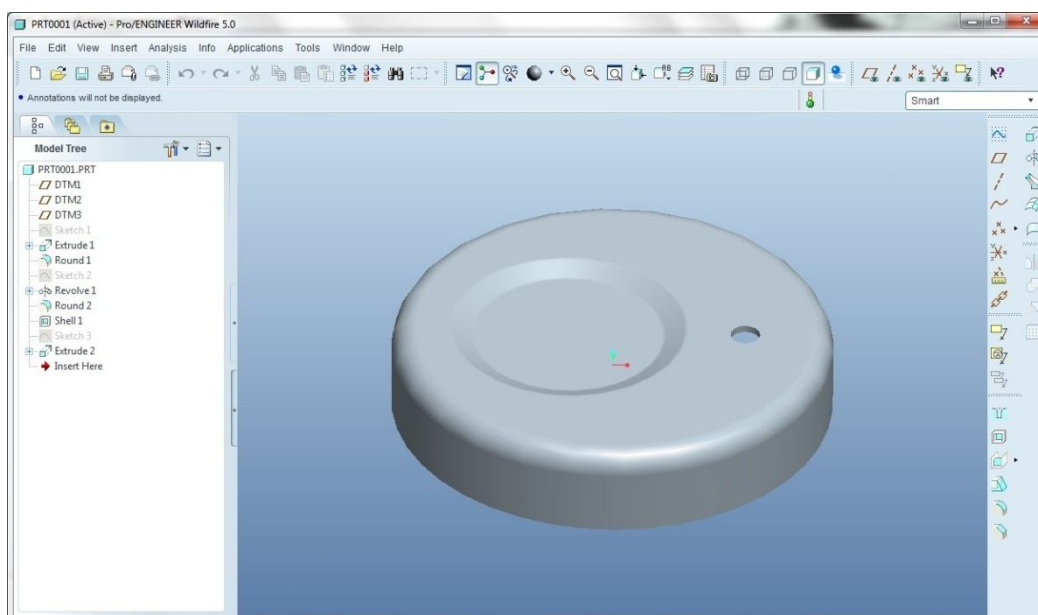 PRT0001 (Active) - Pro/ENGINEER Wildfire 5.0
File Edit View Insert Analysis Info Applications Tools Window Help
Annotations will not be displayed.
Smart
Model Tree
PRT0001.PRT
DTM1
DTM2
DTM3
Sketch 1
Extrude 1
Round 1
Sketch 2
Revolve 1
Round 2
Shell 1
Sketch 3
Extrude 2
Insert Here